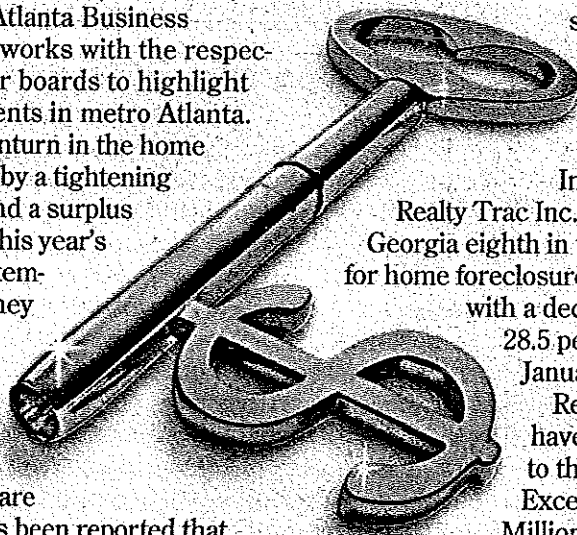 Atlanta Business
works with the respec-
r boards to highlight
ents in metro Atlanta.
nturn in the home
by a tightening
nd a surplus
his year's
tem-
ney
are
s been reported that
s
In
Realty Trac Inc.
Georgia eighth in
for home foreclosure
with a dec
28.5 pe
Janua
Re
have
to th
Exce
Million